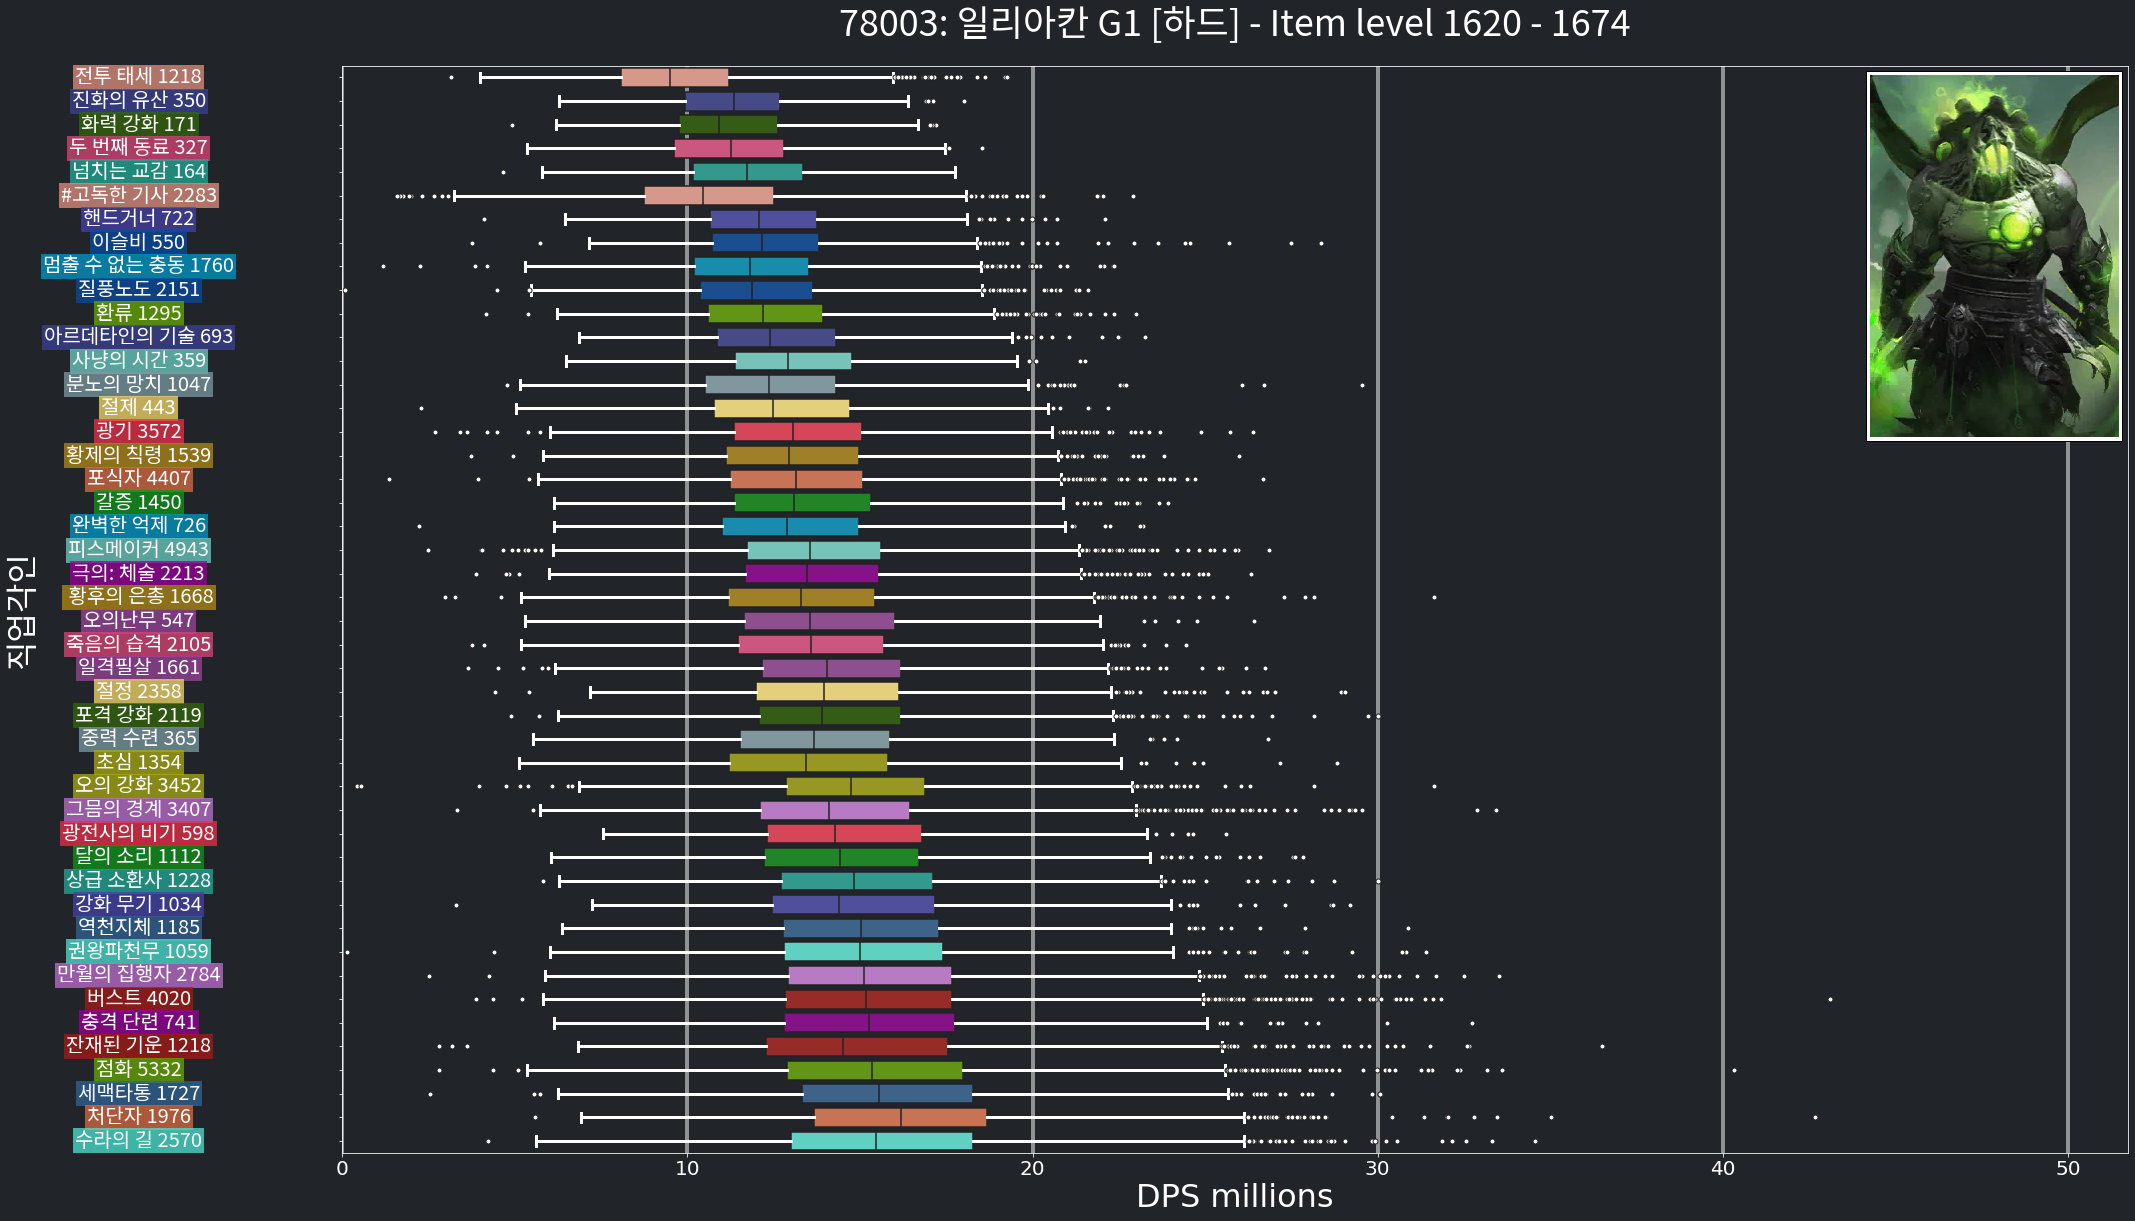 78003: 일리아칸 G1 [하드] - Item level 1620 - 1674
전투 태세 1218
진화의 유산 350
화력 강화 171
두 번째 동료 327
넘치는 교감 164
#고독한 기사 2283
핸드거너 722
이슬비 550
멈출 수 없는 충동 1760
질풍노도 2151
환류 1295
아르데타인의 기술 693
사냥의 시간 359
분노의 망치 1047
절제 443
광기 3572
황제의 칙령 1539
포식자 4407
갈증 1450
완벽한 억제 726
피스메이커 4943
극의: 체술 2213
황후의 은총 1668
오의난무 547
죽음의 습격 2105
일격필살 1661
절정 2358
포격 강화 2119
중력 수련 365
초심 1354
오의 강화 3452
그믐의 경계 3407
광전사의 비기 598
달의 소리 1112
상급 소환사 1228
강화 무기 1034
역천지체 1185
권왕파천무 1059
만월의 집행자 2784
버스트 4020
충격 단련 741
잔재된 기운 1218
점화 5332
세맥타통 1727
처단자 1976
수라의 길 2570
직업각인
0 10 20 30 40 50
DPS millions